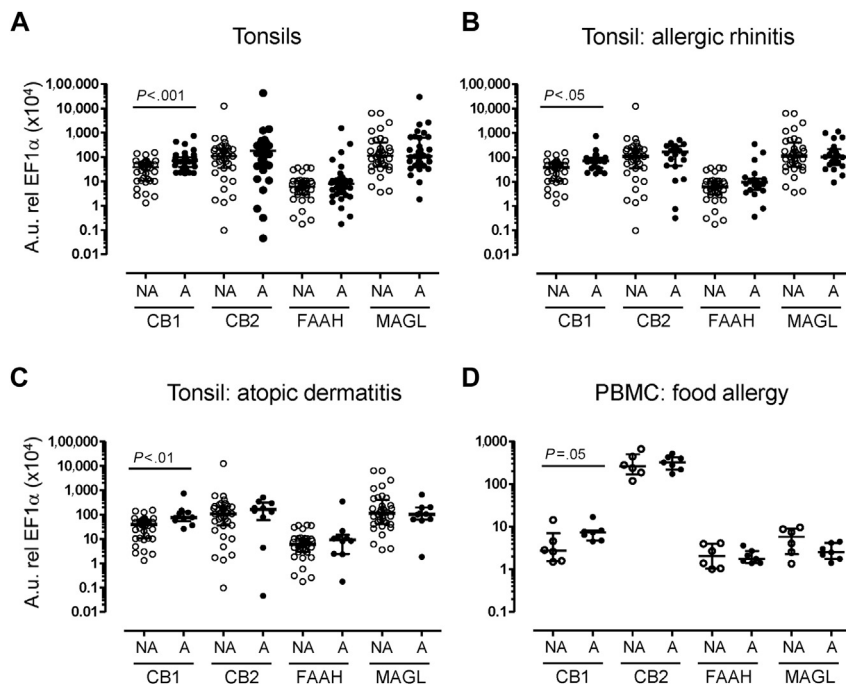 A
Tonsils
A.u. rel EF1α (x10⁴)
1,00,000
10,000
1,000
100
10
1
0.1
0.01
P<.001
NA A NA A NA A NA A
CB1 CB2 FAAH MAGL
B
Tonsil: allergic rhinitis
1,00,000
10,000
1,000
100
10
1
0.1
0.01
P<.05
NA A NA A NA A NA A
CB1 CB2 FAAH MAGL
C
Tonsil: atopic dermatitis
A.u. rel EF1α (x10⁴)
1,00,000
10,000
1,000
100
10
1
0.1
0.01
P<.01
NA A NA A NA A NA A
CB1 CB2 FAAH MAGL
D
PBMC: food allergy
1,000
100
10
1
0.1
P=.05
NA A NA A NA A NA A
CB1 CB2 FAAH MAGL